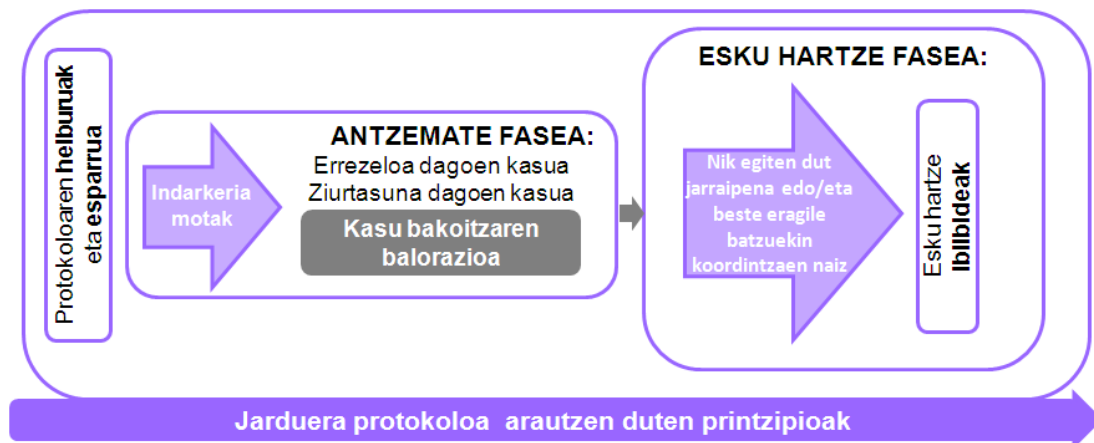 Protokoloaren helburuak
eta esparrua
Indarkeria
motak
ANTZEMATE FASEA:
Errezeloa dagoen kasua
Ziurtasuna dagoen kasua
Kasu bakoitzaren
balorazioa
ESKU HARTZE FASEA:
Nik egiten dut
jarraipena edo/eta
beste eragile
batzuekin
koordintzaen naiz
Esku hartze
IbIIbIdeak
Jarduera protokoloa arautzen duten printzipioak